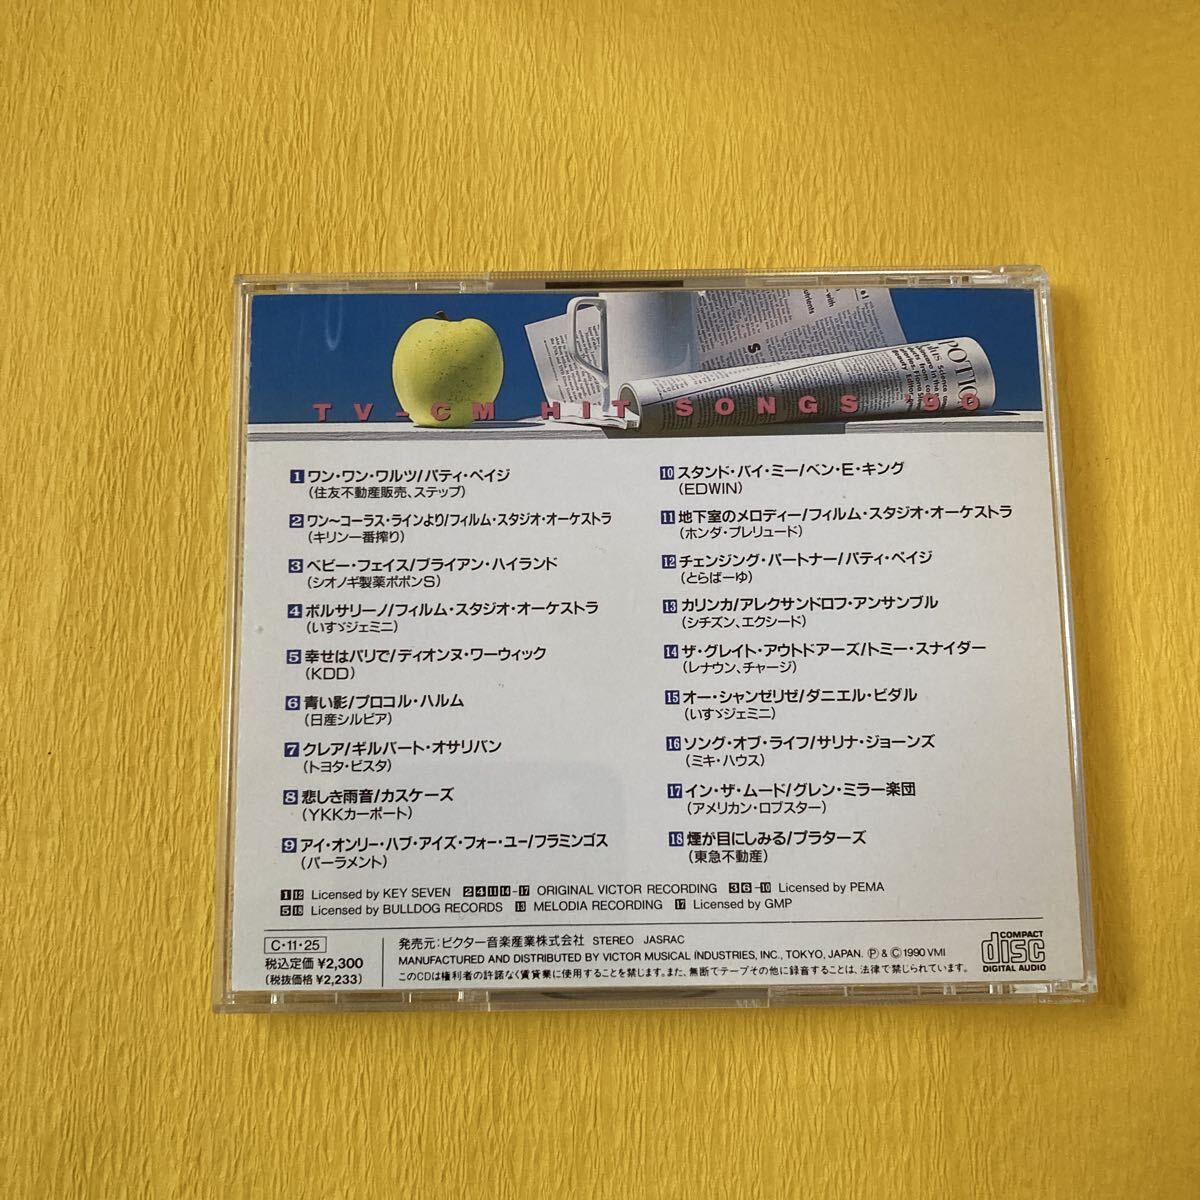 POTIC
TV-CM HIT SONGS '90
1 ワン・ワン・ワルツ/パティ・ペイジ
(住友不動産販売、ステップ)
2 ワン〜コーラス・ラインより/フィルム・スタジオ・オーケストラ
(キリン一番搾り)
3 ベビー・フェイス/ブライアン・ハイランド
(シオノギ製薬ポポンS)
4 ボルサリーノ/フィルム・スタジオ・オーケストラ
(いすゞジェミニ)
5 幸せはパリで/ディオンヌ・ワーウィック
(KDD)
6 青い影/プロコル・ハルム
(日産シルビア)
7 クレア/ギルバート・オサリバン
(トヨタ・ビスタ)
8 悲しき雨音/カスケーズ
(YKKカーポート)
9 アイ・オンリー・ハブ・アイズ・フォー・ユー/フラミンゴス
(パーラメント)
10 スタンド・バイ・ミー/ベン・E・キング
(EDWIN)
11 地下室のメロディー/フィルム・スタジオ・オーケストラ
(ホンダ・プレリュード)
12 チェンジング・パートナー/パティ・ペイジ
(とらばーゆ)
13 カリンカ/アレクサンドロフ・アンサンブル
(シチズン、エクシード)
14 ザ・グレイト・アウトドアーズ/トミー・スナイダー
(レナウン、チャージ)
15 オー・シャンゼリゼ/ダニエル・ビダル
(いすゞジェミニ)
16 ソング・オブ・ライフ/サリナ・ジョーンズ
(ミキ・ハウス)
17 イン・ザ・ムード/グレン・ミラー楽団
(アメリカン・ロブスター)
18 煙が目にしみる/プラターズ
(東急不動産)
1 12 Licensed by KEY SEVEN 2 4 11 14-17 ORIGINAL VICTOR RECORDING 3 6-10 Licensed by PEMA
5 18 Licensed by BULLDOG RECORDS 13 MELODIA RECORDING 17 Licensed by GMP
C・11・25
税込定価 ¥2,300
(税抜価格 ¥2,233)
発売元:ビクター音楽産業株式会社 STEREO JASRAC
MANUFACTURED AND DISTRIBUTED BY VICTOR MUSICAL INDUSTRIES, INC., TOKYO, JAPAN. Ⓟ & Ⓒ 1990 VMI
このCDは権利者の許諾なく賃貸業に使用することを禁じます。また、無断でテープその他に録音することは、法律で禁じられています。
COMPACT
disc
DIGITAL AUDIO